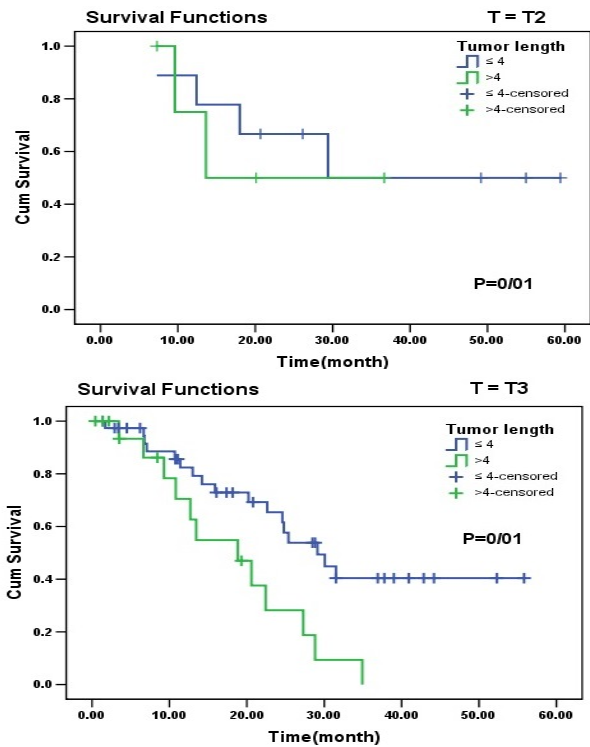 Survival Functions T = T2
Tumor length
≤ 4
>4
≤ 4-censored
>4-censored
1.0
0.8
0.6
0.4
0.2
0.0
Cum Survival
P=0/01
0.00 10.00 20.00 30.00 40.00 50.00 60.00
Time(month)
Survival Functions T = T3
Tumor length
≤ 4
>4
≤ 4-censored
>4-censored
1.0
0.8
0.6
0.4
0.2
0.0
Cum Survival
P=0/01
0.00 10.00 20.00 30.00 40.00 50.00 60.00
Time(month)